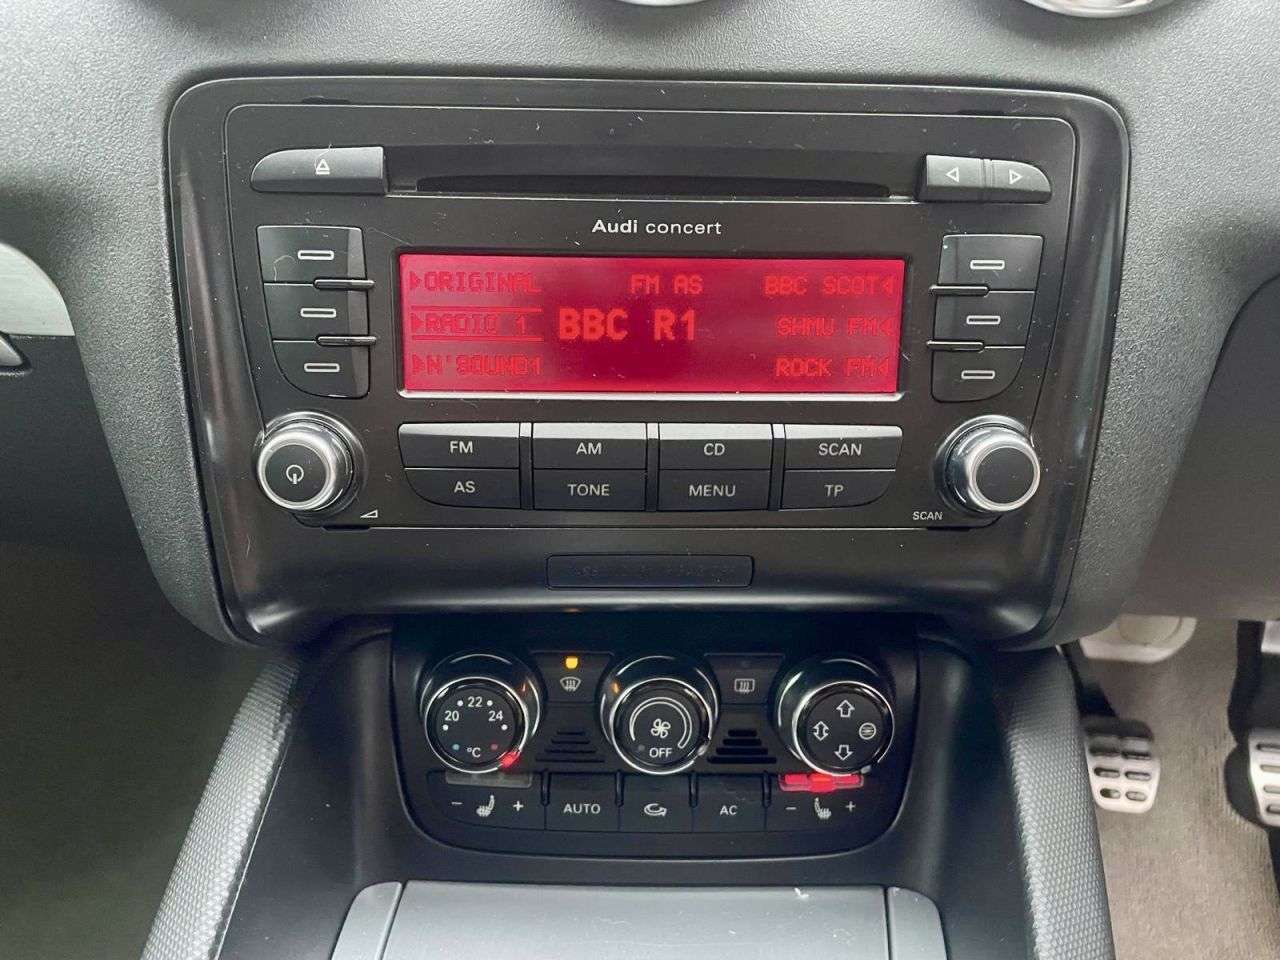 Audi concert
ORIGINAL FM AS BBC SCOT
RADIO 1 BBC R1 SHMU FM
N'SOUND1 ROCK FM
FM AM CD SCAN
AS TONE MENU TP
SCAN
20 22 24
°C
OFF
- + AUTO AC - +